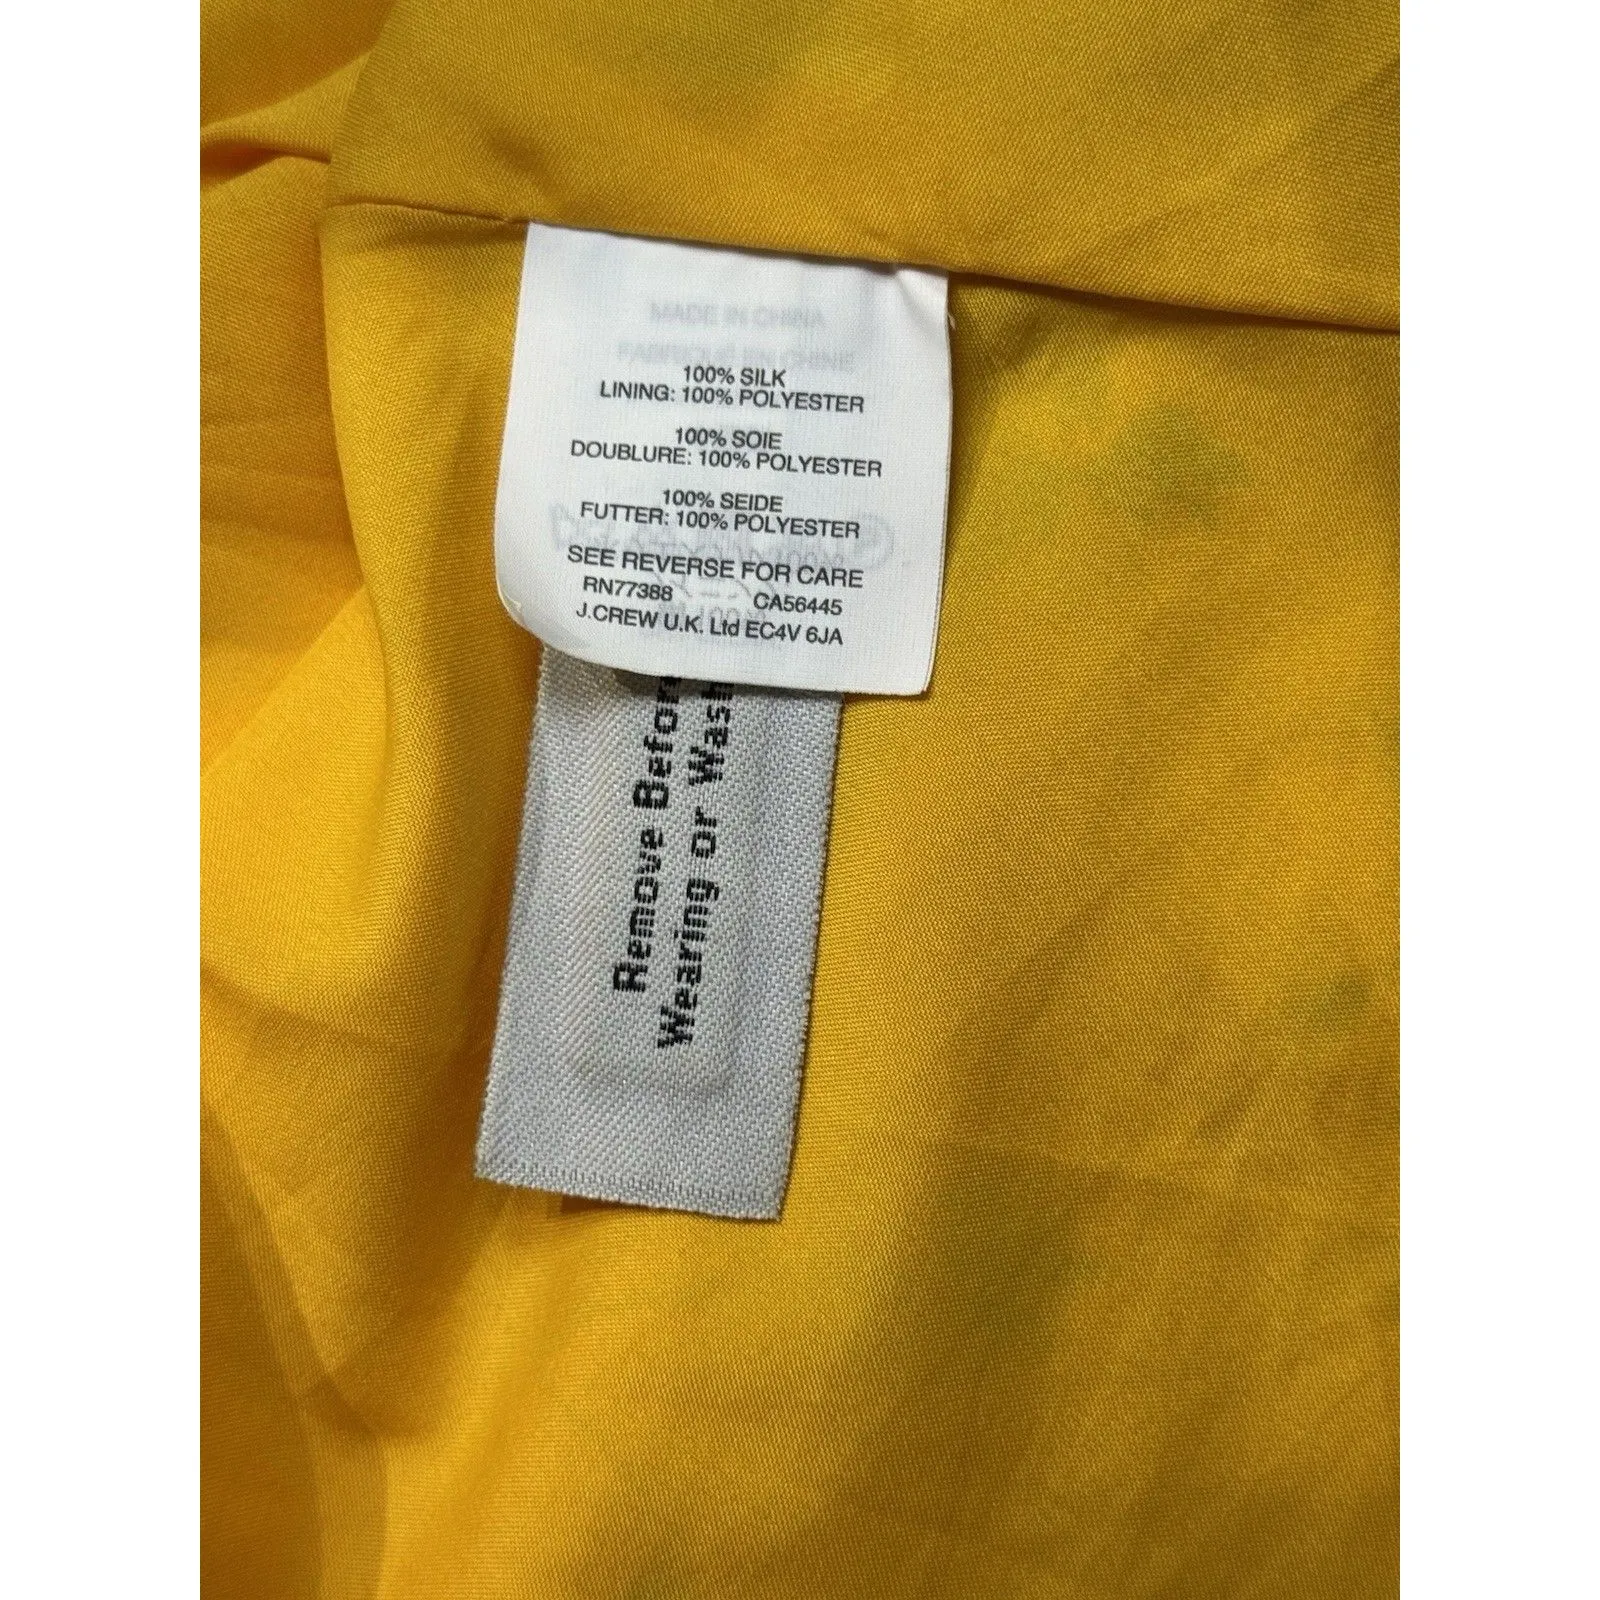 MADE IN CHINA
FABRIQUÉ EN CHINE
100% SILK
LINING: 100% POLYESTER
100% SOIE
DOUBLURE: 100% POLYESTER
100% SEIDE
FUTTER: 100% POLYESTER
SEE REVERSE FOR CARE
RN77388 CA56445
J.CREW U.K. Ltd EC4V 6JA
Remove Before
Wearing or Wash